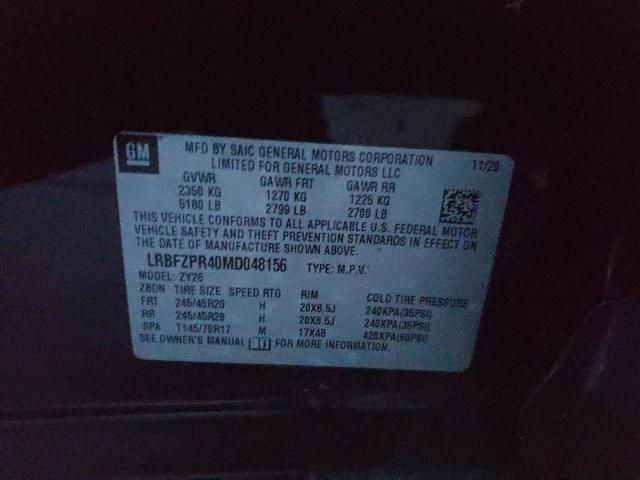 GM
MFD BY SAIC GENERAL MOTORS CORPORATION
LIMITED FOR GENERAL MOTORS LLC
11/20
GVWR GAWR FRT GAWR RR
2350 KG 1270 KG 1225 KG
5180 LB 2799 LB 2700 LB
THIS VEHICLE CONFORMS TO ALL APPLICABLE U.S. FEDERAL MOTOR
VEHICLE SAFETY AND THEFT PREVENTION STANDARDS IN EFFECT ON
THE DATE OF MANUFACTURE SHOWN ABOVE.
LRBFZPR40MD048156 TYPE: M.P.V.
MODEL: ZY26
ZBDN TIRE SIZE SPEED RTG RIM COLD TIRE PRESSURE
FRT 245/45R20 H 20X8.5J 240KPA(35PSI)
RR 245/45R20 H 20X8.5J 240KPA(35PSI)
SPA T145/70R17 M 17X4B 420KPA(60PSI)
SEE OWNER'S MANUAL FOR MORE INFORMATION.